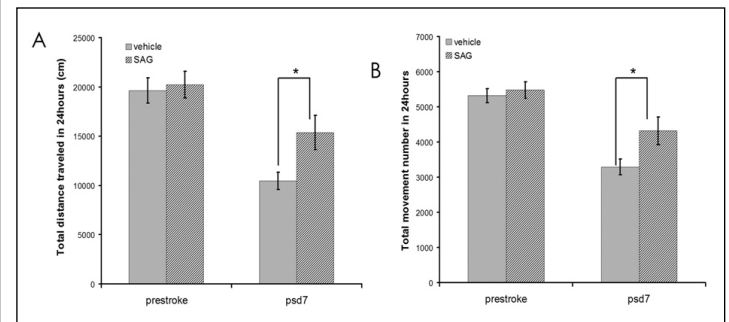 A
Total distance traveled in 24hours (cm)
25000
20000
15000
10000
5000
0
vehicle
SAG
*
prestroke
psd7
B
Total movement number in 24hours
7000
6000
5000
4000
3000
2000
1000
0
vehicle
SAG
*
prestroke
psd7